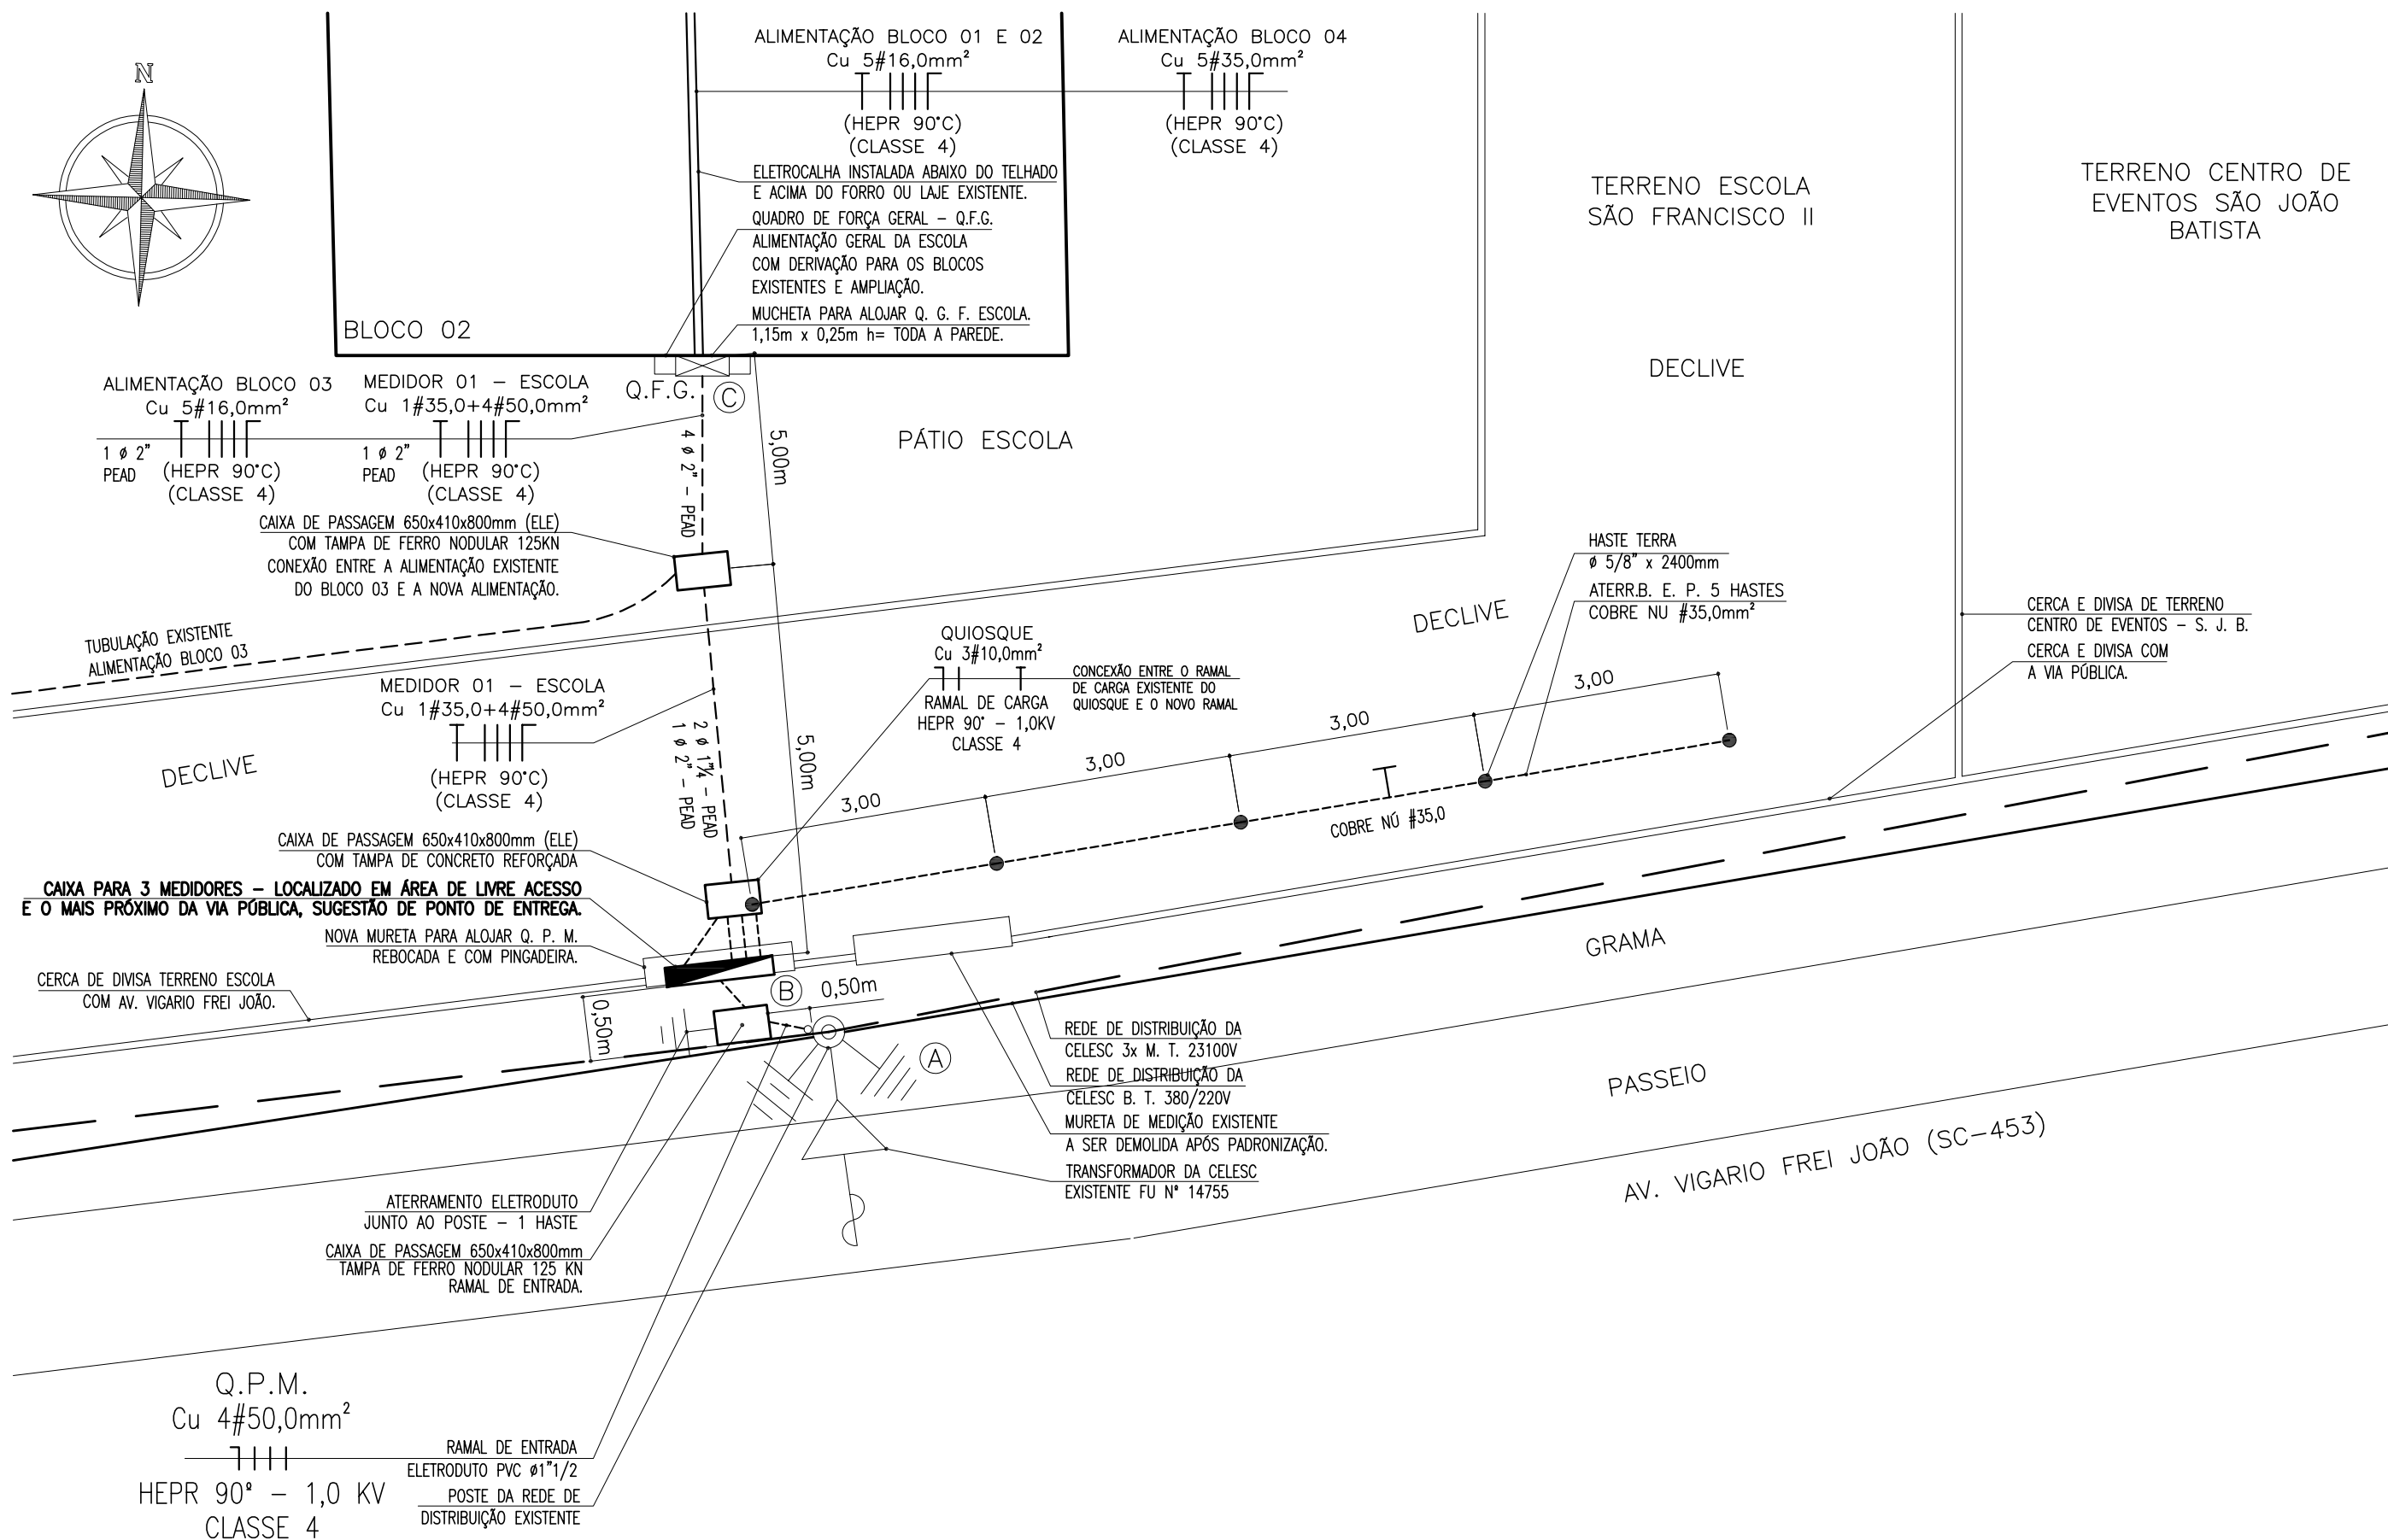 N
ALIMENTAÇÃO BLOCO 01 E 02
Cu 5#16,0mm²
(HEPR 90°C)
(CLASSE 4)
ALIMENTAÇÃO BLOCO 04
Cu 5#35,0mm²
(HEPR 90°C)
(CLASSE 4)
ELETROCALHA INSTALADA ABAIXO DO TELHADO
E ACIMA DO FORRO OU LAJE EXISTENTE.
QUADRO DE FORÇA GERAL - Q.F.G.
ALIMENTAÇÃO GERAL DA ESCOLA
COM DERIVAÇÃO PARA OS BLOCOS
EXISTENTES E AMPLIAÇÃO.
MUCHETA PARA ALOJAR Q. G. F. ESCOLA.
1,15m x 0,25m h= TODA A PAREDE.
BLOCO 02
TERRENO ESCOLA
SÃO FRANCISCO II
TERRENO CENTRO DE
EVENTOS SÃO JOÃO
BATISTA
DECLIVE
ALIMENTAÇÃO BLOCO 03
Cu 5#16,0mm²
1 ø 2"
PEAD
(HEPR 90°C)
(CLASSE 4)
MEDIDOR 01 - ESCOLA
Cu 1#35,0+4#50,0mm²
1 ø 2"
PEAD
(HEPR 90°C)
(CLASSE 4)
Q.F.G.
C
4 ø 2" - PEAD
5,00m
PÁTIO ESCOLA
CAIXA DE PASSAGEM 650x410x800mm (ELE)
COM TAMPA DE FERRO NODULAR 125KN
CONEXÃO ENTRE A ALIMENTAÇÃO EXISTENTE
DO BLOCO 03 E A NOVA ALIMENTAÇÃO.
TUBULAÇÃO EXISTENTE
ALIMENTAÇÃO BLOCO 03
HASTE TERRA
ø 5/8" x 2400mm
ATERR.B. E. P. 5 HASTES
COBRE NU #35,0mm²
DECLIVE
CERCA E DIVISA DE TERRENO
CENTRO DE EVENTOS - S. J. B.
CERCA E DIVISA COM
A VIA PÚBLICA.
QUIOSQUE
Cu 3#10,0mm²
RAMAL DE CARGA
HEPR 90° - 1,0KV
CLASSE 4
CONCEXÃO ENTRE O RAMAL
DE CARGA EXISTENTE DO
QUIOSQUE E O NOVO RAMAL
MEDIDOR 01 - ESCOLA
Cu 1#35,0+4#50,0mm²
(HEPR 90°C)
(CLASSE 4)
2 ø 1"¼ - PEAD
1 ø 2" - PEAD
5,00m
DECLIVE
3,00
3,00
3,00
3,00
COBRE NÚ #35,0
CAIXA DE PASSAGEM 650x410x800mm (ELE)
COM TAMPA DE CONCRETO REFORÇADA
CAIXA PARA 3 MEDIDORES - LOCALIZADO EM ÁREA DE LIVRE ACESSO
E O MAIS PRÓXIMO DA VIA PÚBLICA, SUGESTÃO DE PONTO DE ENTREGA.
NOVA MURETA PARA ALOJAR Q. P. M.
REBOCADA E COM PINGADEIRA.
CERCA DE DIVISA TERRENO ESCOLA
COM AV. VIGARIO FREI JOÃO.
B
0,50m
0,50m
A
GRAMA
PASSEIO
AV. VIGARIO FREI JOÃO (SC-453)
REDE DE DISTRIBUIÇÃO DA
CELESC 3x M. T. 23100V
REDE DE DISTRIBUIÇÃO DA
CELESC B. T. 380/220V
MURETA DE MEDIÇÃO EXISTENTE
A SER DEMOLIDA APÓS PADRONIZAÇÃO.
TRANSFORMADOR DA CELESC
EXISTENTE FU Nº 14755
ATERRAMENTO ELETRODUTO
JUNTO AO POSTE - 1 HASTE
CAIXA DE PASSAGEM 650x410x800mm
TAMPA DE FERRO NODULAR 125 KN
RAMAL DE ENTRADA.
Q.P.M.
Cu 4#50,0mm²
HEPR 90° - 1,0 KV
CLASSE 4
RAMAL DE ENTRADA
ELETRODUTO PVC ø1"1/2
POSTE DA REDE DE
DISTRIBUIÇÃO EXISTENTE